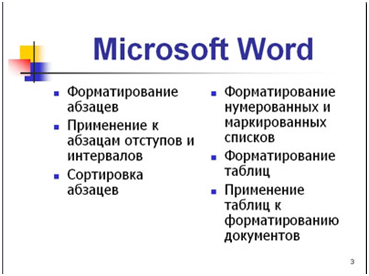 Microsoft Word
Форматирование
абзацев
Применение к
абзацам отступов и
интервалов
Сортировка
абзацев
Форматирование
нумерованных и
маркированных
списков
Форматирование
таблиц
Применение
таблиц к
форматированию
документов
3